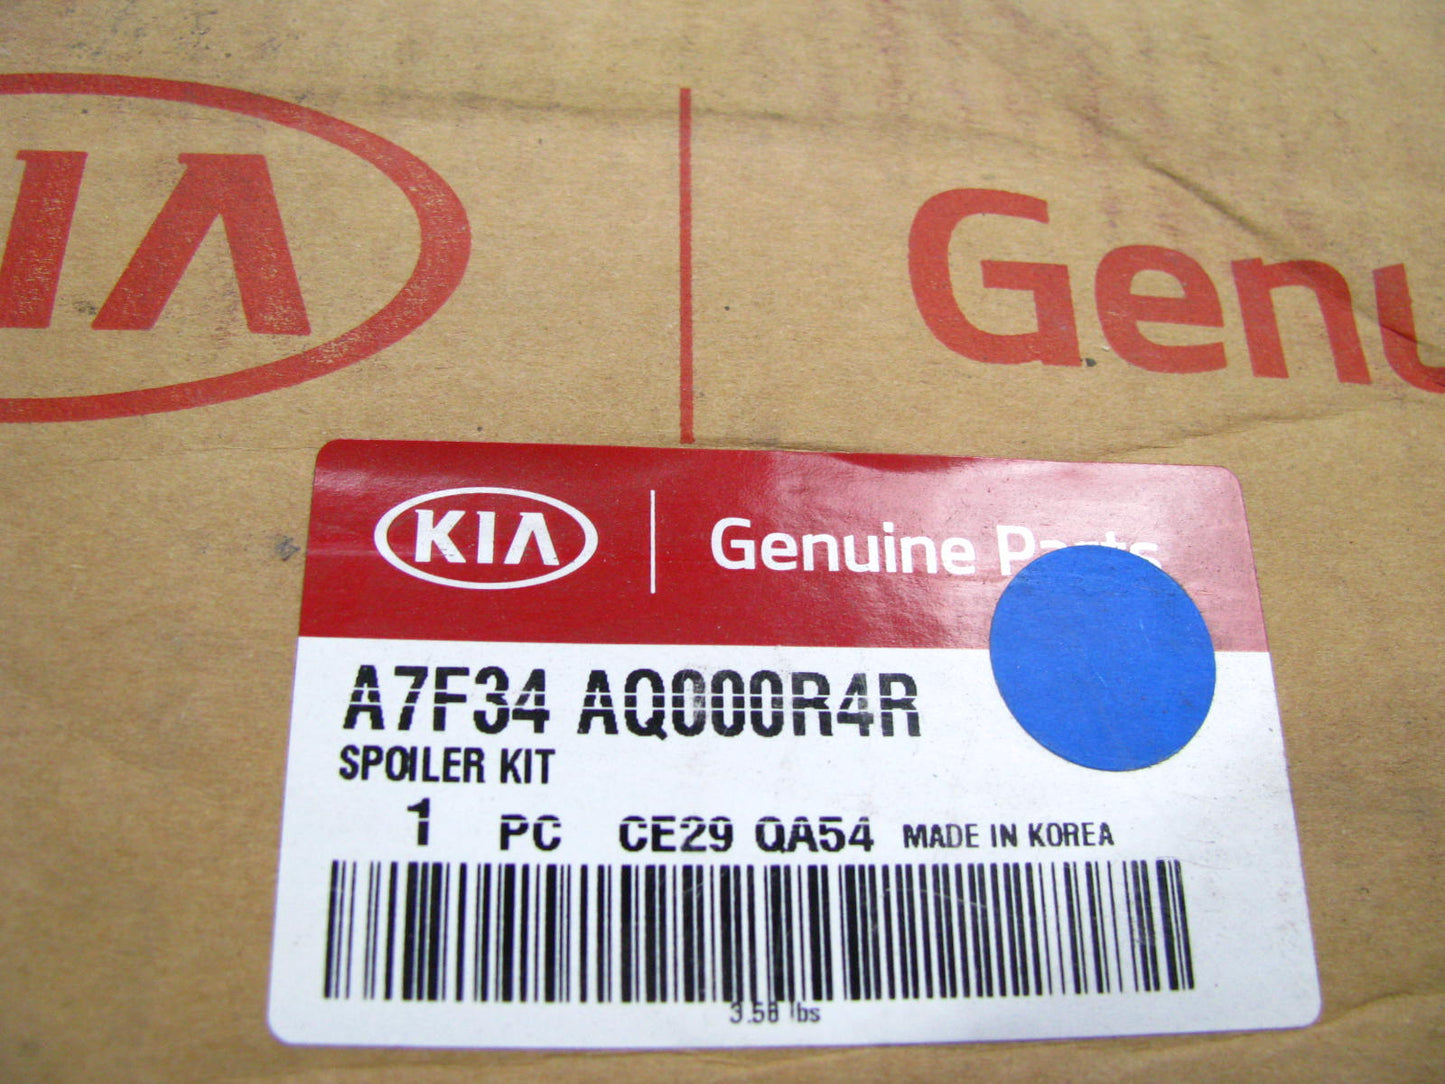 KIA Genu
KIA Genuine Parts
A7F34 AQ000R4R
SPOILER KIT
1 PC CE29 QA54 MADE IN KOREA
3.58 lbs